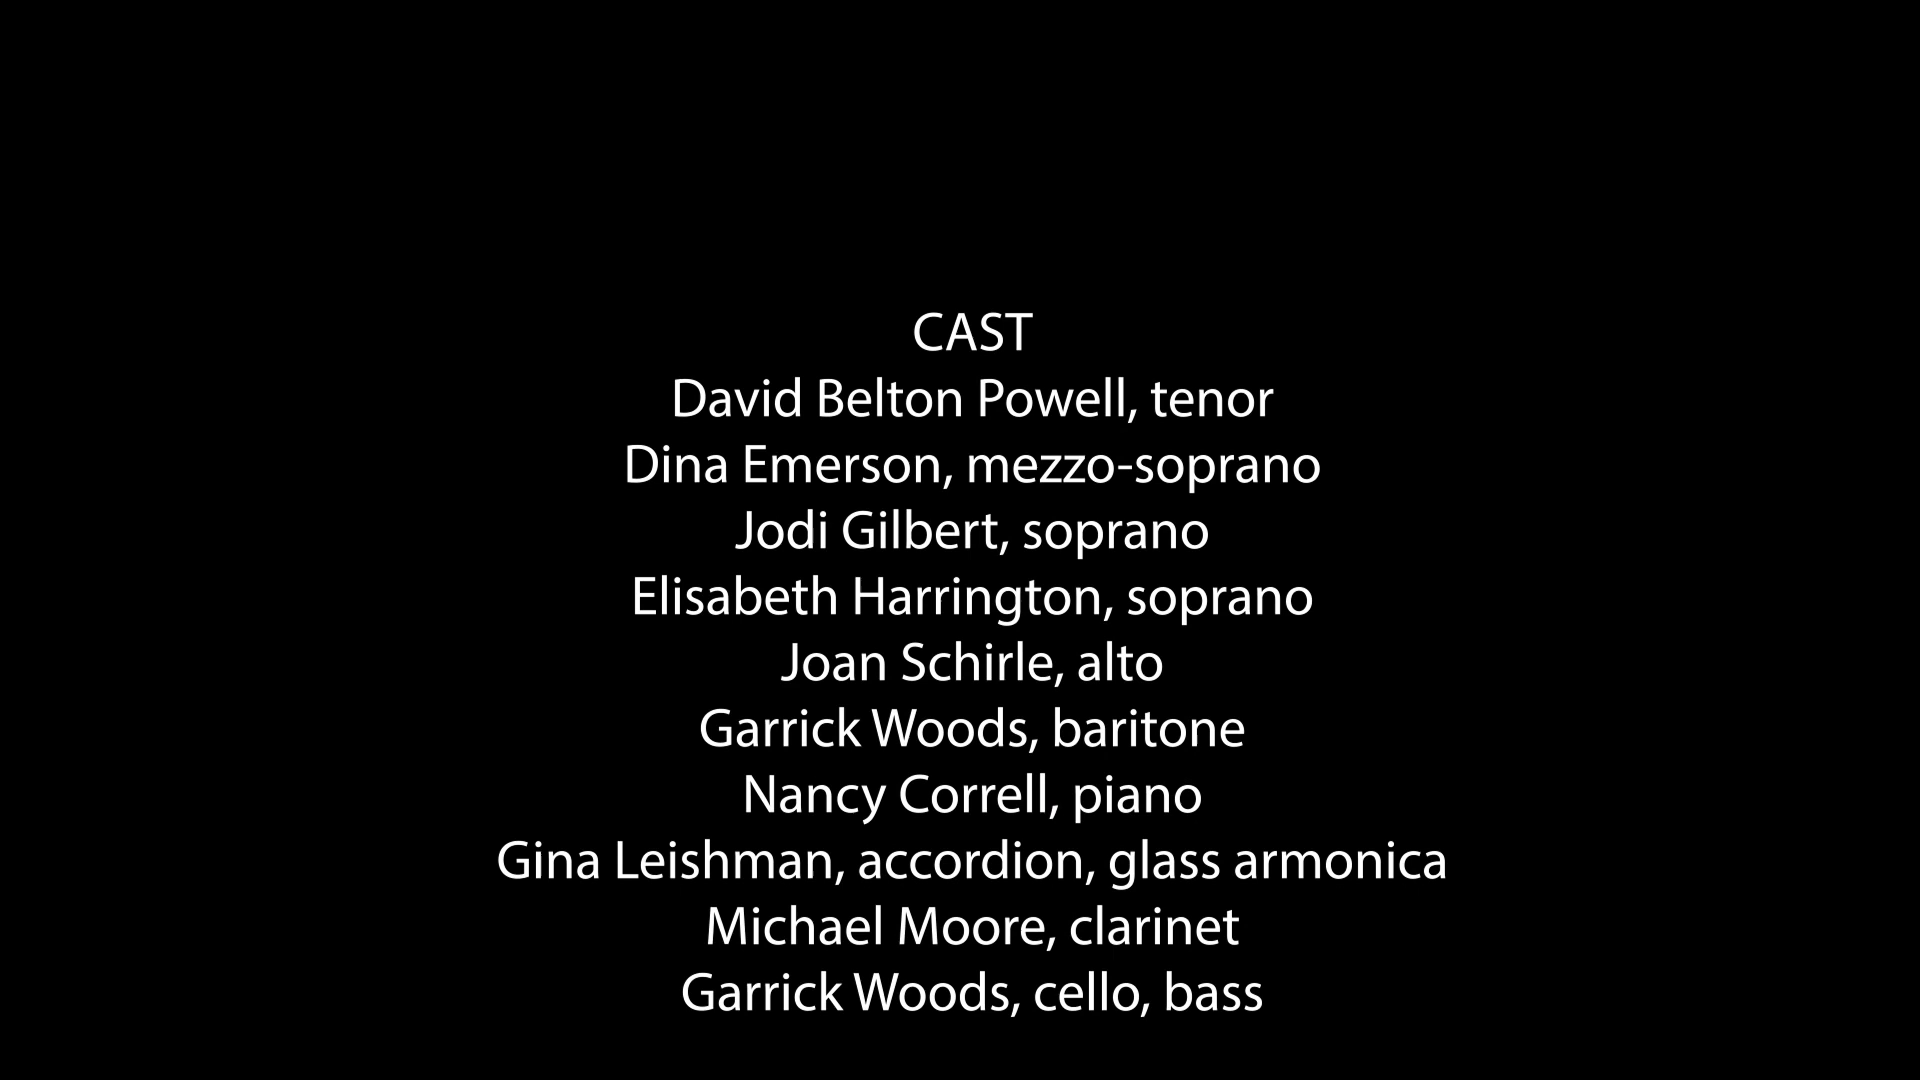 CAST
David Belton Powell, tenor
Dina Emerson, mezzo-soprano
Jodi Gilbert, soprano
Elisabeth Harrington, soprano
Joan Schirle, alto
Garrick Woods, baritone
Nancy Correll, piano
Gina Leishman, accordion, glass armonica
Michael Moore, clarinet
Garrick Woods, cello, bass